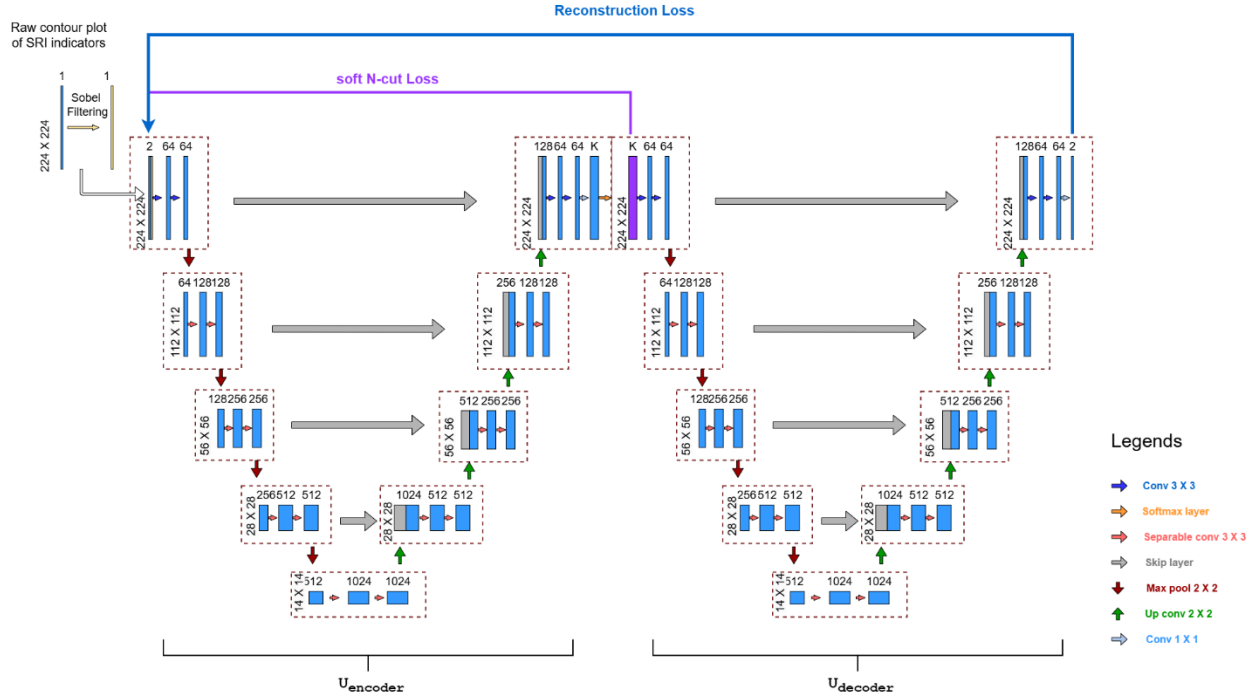 Reconstruction Loss
Raw contour plot
of SRI indicators
soft N-cut Loss
1 1
Sobel
Filtering
224 X 224
2 64 64
224 X 224
128 64 64 K
224 X 224
K 64 64
224 X 224
128 64 64 2
224 X 224
64 128 128
112 X 112
256 128 128
112 X 112
64 128 128
112 X 112
256 128 128
112 X 112
128 256 256
56 X 56
512 256 256
56 X 56
128 256 256
56 X 56
512 256 256
56 X 56
256 512 512
28 X 28
1024 512 512
28 X 28
256 512 512
28 X 28
1024 512 512
28 X 28
512 1024 1024
14 X 14
512 1024 1024
14 X 14
Legends
Conv 3 X 3
Softmax layer
Separable conv 3 X 3
Skip layer
Max pool 2 X 2
Up conv 2 X 2
Conv 1 X 1
Uencoder
Udecoder